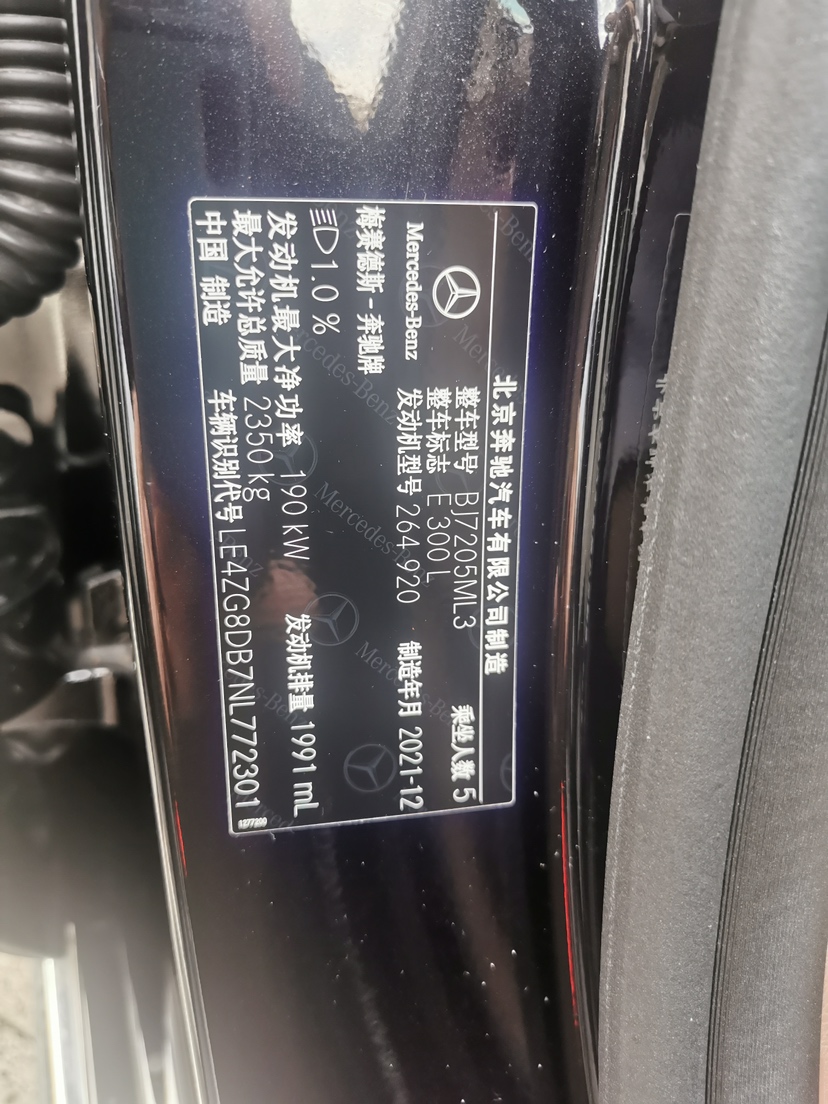 北京奔驰汽车有限公司制造
整车型号 BJ7205ML3 乘坐人数 5
Mercedes-Benz 整车标志 E 300 L
发动机型号 264 920 制造年月 2021-12
梅赛德斯-奔驰牌
1.0 %
发动机最大净功率 190 kW 发动机排量 1991 mL
最大允许总质量 2350 kg
中国 制造 车辆识别代号 LE4ZG8DB7NL772301